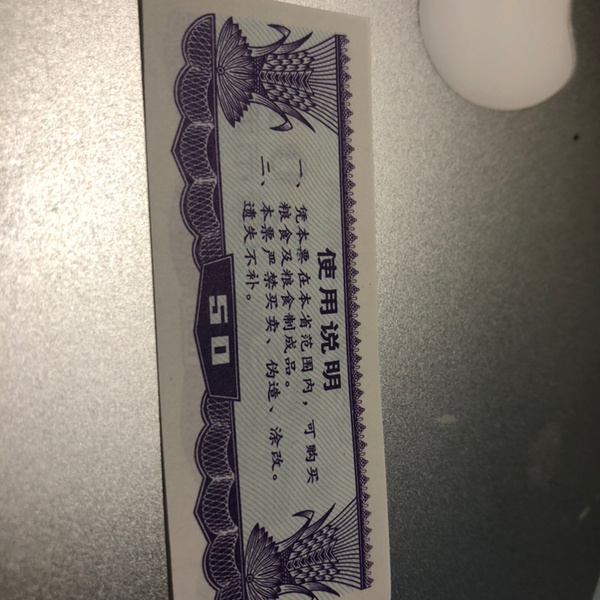 使用说明
一、凭本票在本省范围内，可购买
粮食及粮食制成品。
二、本票严禁买卖、伪造、涂改。
遗失不补。
50